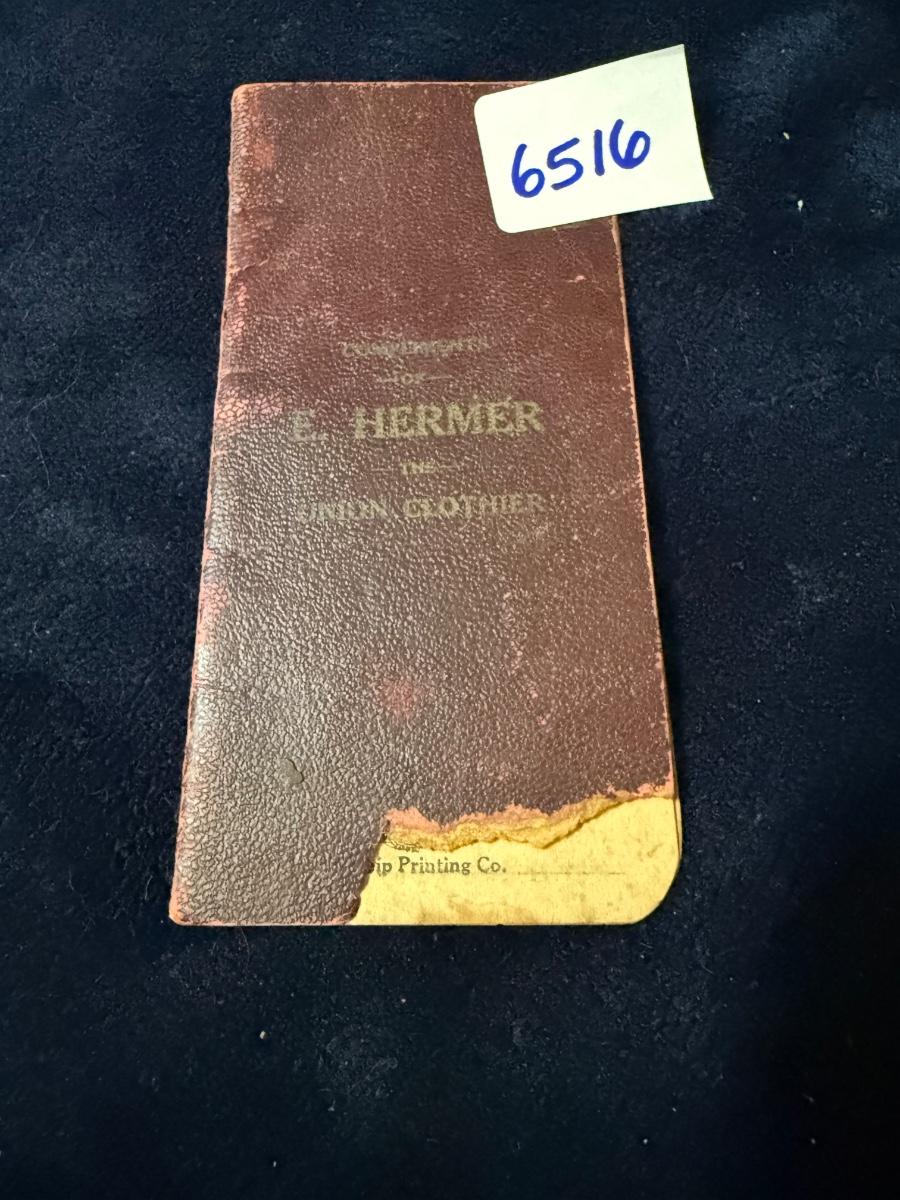 6516
COMPLIMENTS
—OF—
E. HERMER
—THE—
UNION CLOTHIER
Printing Co.